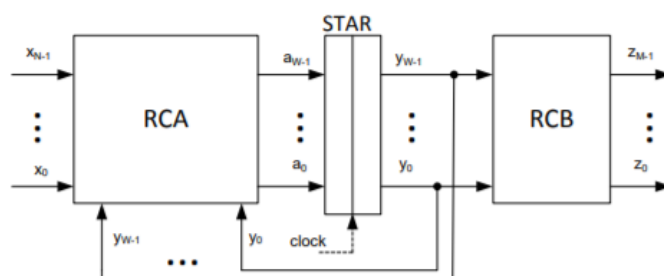 STAR
x_{N-1} a_{W-1} y_{W-1} z_{M-1}
RCA RCB
x_0 a_0 y_0 z_0
y_{W-1} y_0 clock